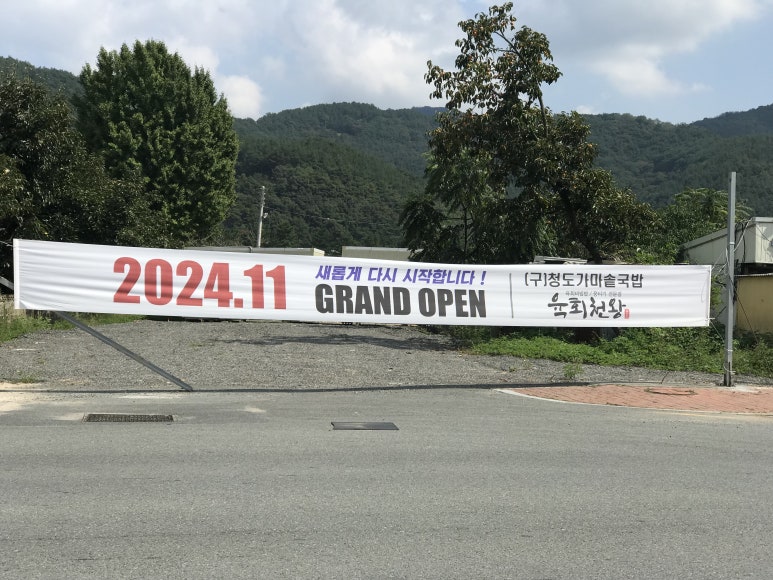 2024.11
새롭게 다시 시작합니다 !
GRAND OPEN
(구)청도가마솥국밥
육회천왕